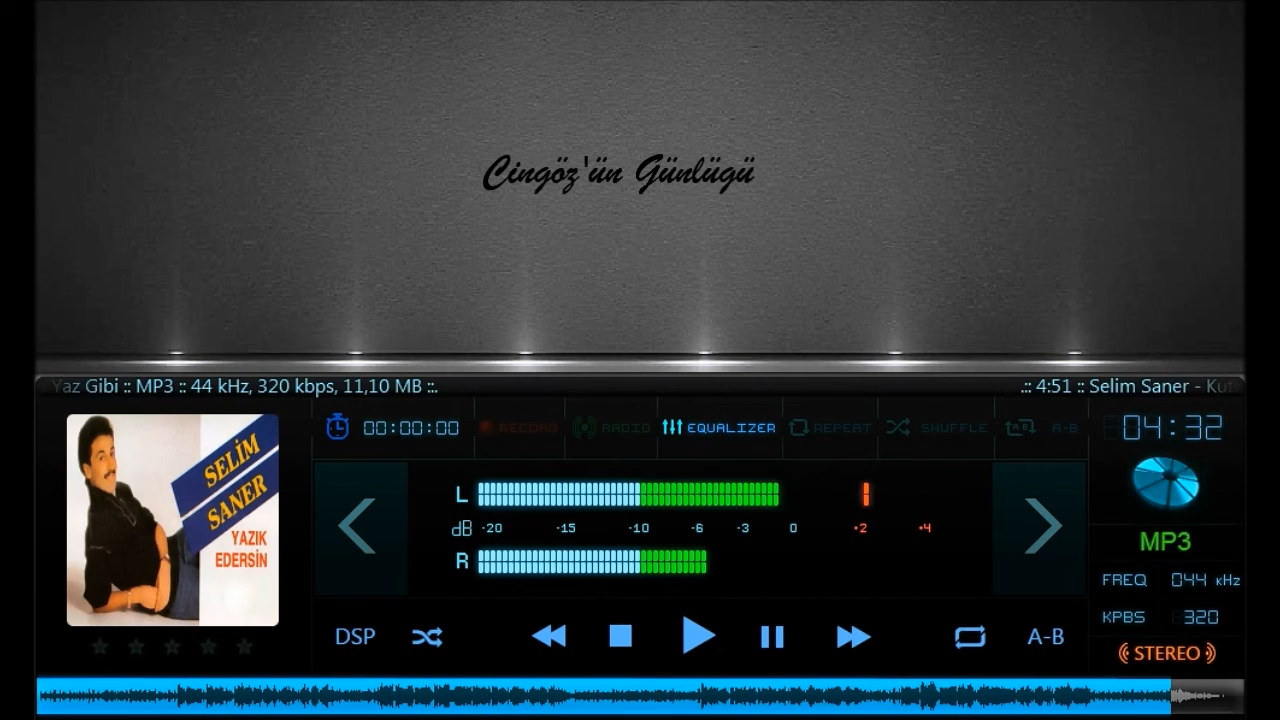 Cingöz'ün Günlügü
Yaz Gibi :: MP3 :: 44 kHz, 320 kbps, 11,10 MB ::.
.:: 4:51 :: Selim Saner - Kut
SELİM
SANER
YAZIK
EDERSİN
00:00:00
RECORD
RADIO
EQUALIZER
REPEAT
SHUFFLE
A-B
04:32
L
dB -20 -15 -10 -6 -3 0 +2 +4
R
MP3
FREQ 044 kHz
KPBS 320
STEREO
DSP
A-B